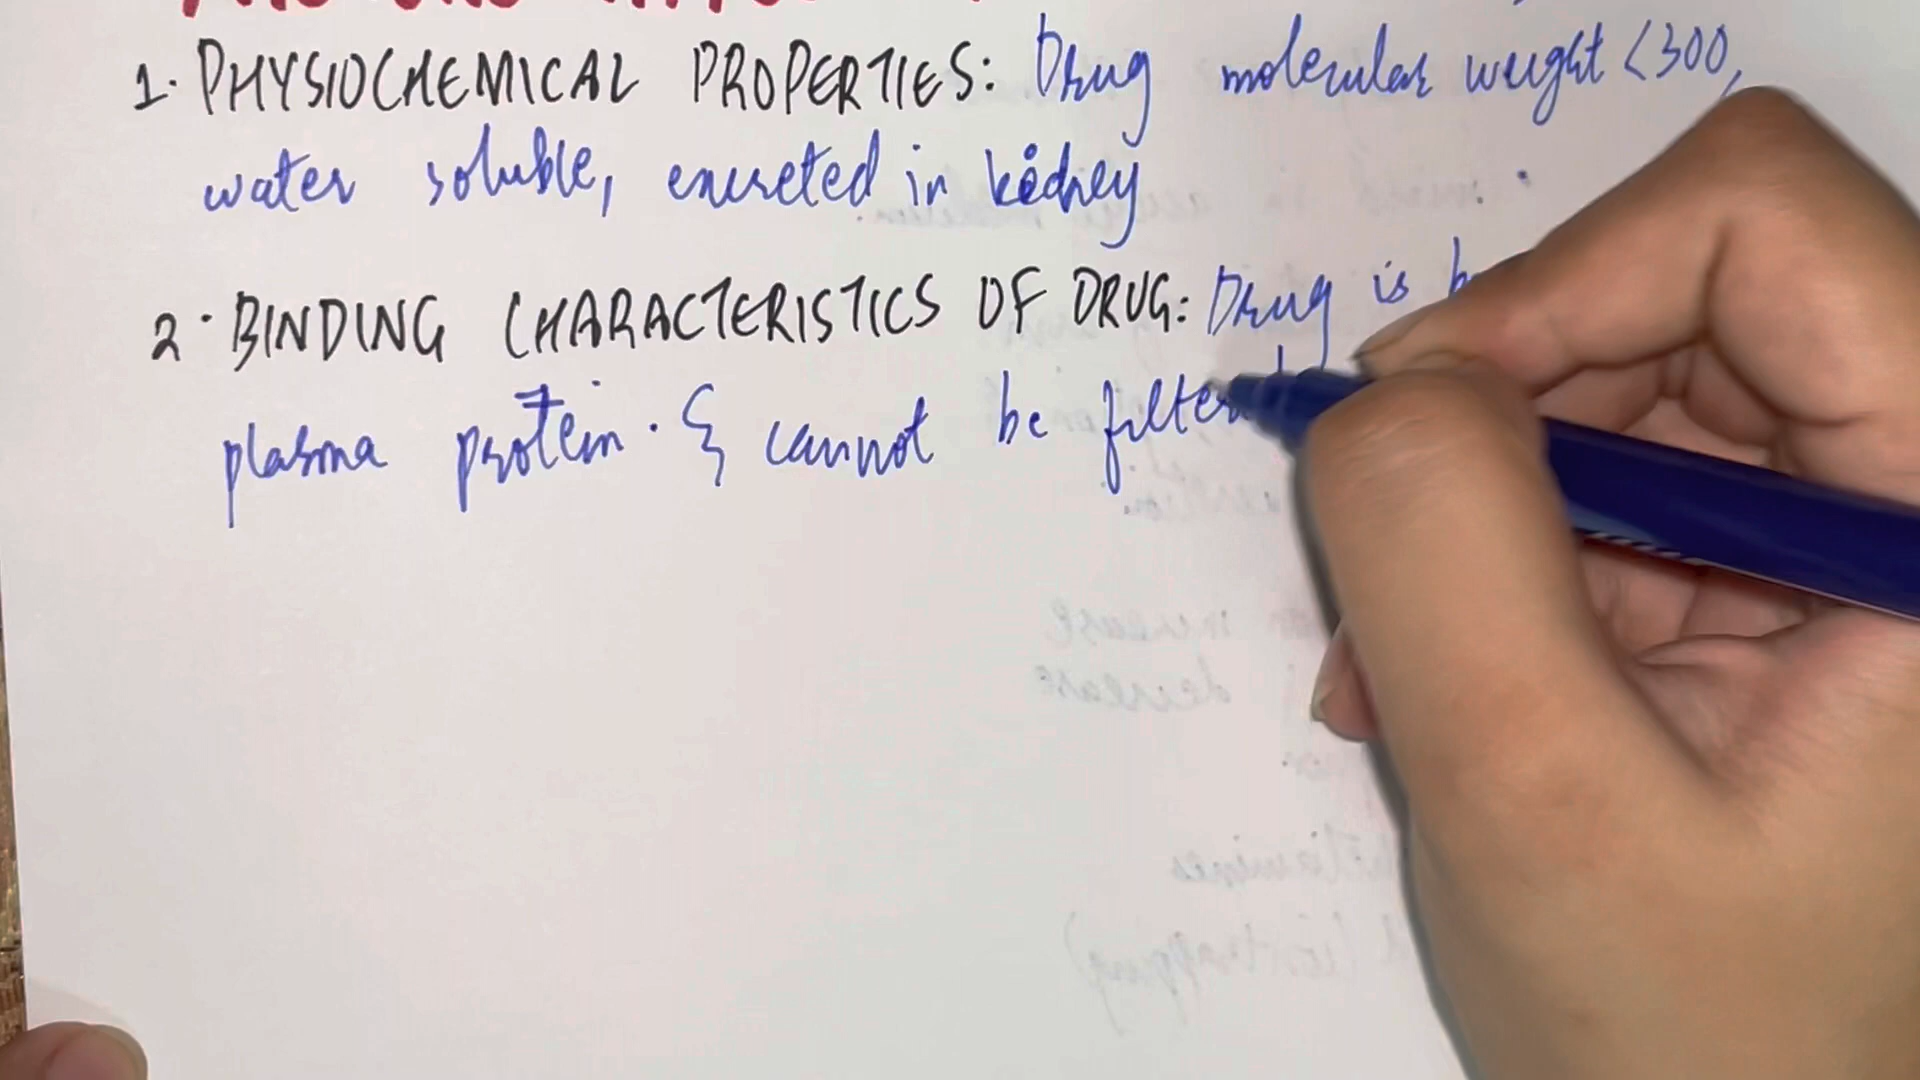 1. PHYSIOCHEMICAL PROPERTIES: Drug molecular weight <300,
water soluble, excreted in kidney
2. BINDING CHARACTERISTICS OF DRUG: Drug is
plasma protein. & cannot be filtered